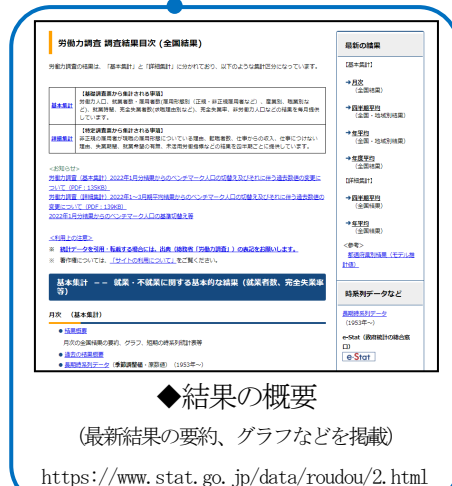 労働力調査 調査結果目次 (全国結果)
労働力調査の結果は、「基本集計」と「詳細集計」に分かれており、以下のような集計区分になっています。
基本集計
【基礎調査票から集計される事項】
労働力人口、就業者数・雇用者数(雇用形態別（正規・非正規雇用者など）、産業別、職業別な
ど)、就業時間、完全失業者数(求職理由別など)、完全失業率、非労働力人口などの結果を毎月提供
しています。
詳細集計
【特定調査票から集計される事項】
非正規の雇用者が現職の雇用形態についている理由、転職者数、仕事からの収入、仕事につけない
理由、失業期間、就業希望の有無、未活用労働指標などの結果を四半期ごとに提供しています。
<お知らせ>
労働力調査（基本集計）2022年1月分結果からのベンチマーク人口の切替え及びそれに伴う過去数値の変更に
ついて（PDF：135KB）
労働力調査（詳細集計）2022年1～3月期平均結果からのベンチマーク人口の切替え及びそれに伴う過去数値の
変更について（PDF：139KB）
2022年1月分結果からのベンチマーク人口の基準切替え等
<利用上の注意>
※ 統計データを引用・転載する場合には、出典（総務省「労働力調査」）の表記をお願いします。
※ 著作権については、「サイトの利用について」をご覧ください。
基本集計 －－ 就業・不就業に関する基本的な結果（就業者数、完全失業率
等）
月次 （基本集計）
● 結果概要
月次の全国結果の要約、グラフ、短期の時系列統計表等
● 過去の結果概要
● 長期時系列データ（季節調整値・原数値）（1953年～）
最新の結果
【基本集計】
→月次
（全国結果）
→四半期平均
（全国・地域別結果）
→年平均
（全国・地域別結果）
→年度平均
（全国結果）
【詳細集計】
→四半期平均
（全国結果）
→年平均
（全国結果）
<参考>
都道府県別結果（モデル推
計値）
時系列データなど
長期時系列データ
（1953年～）
e-Stat（政府統計の総合窓
口）
e-Stat
◆結果の概要
(最新結果の要約、グラフなどを掲載)
https://www.stat.go.jp/data/roudou/2.html